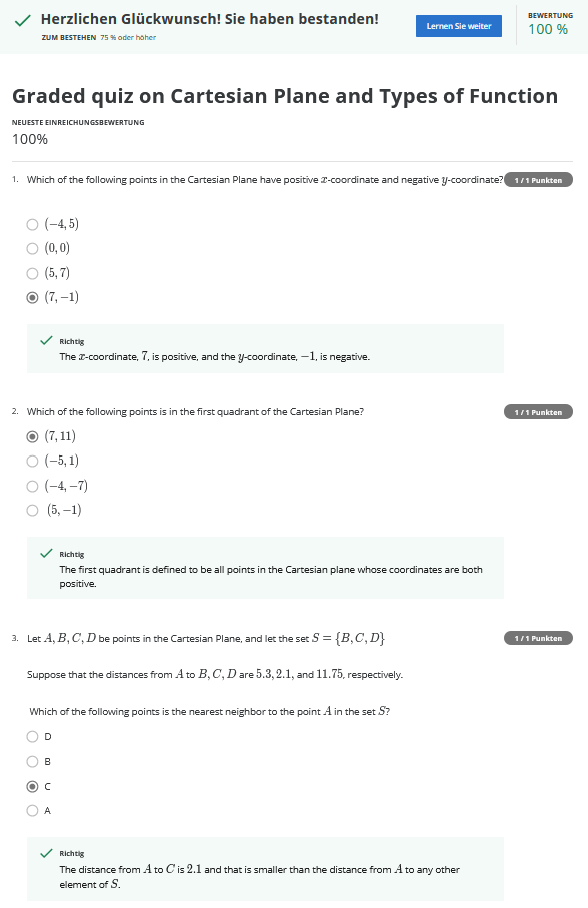 Herzlichen Glückwunsch! Sie haben bestanden!
ZUM BESTEHEN 75 % oder höher
Lernen Sie weiter
BEWERTUNG
100 %
Graded quiz on Cartesian Plane and Types of Function
NEUESTE EINREICHUNGSBEWERTUNG
100%
1. Which of the following points in the Cartesian Plane have positive x-coordinate and negative y-coordinate?
1 / 1 Punkten
(−4, 5)
(0, 0)
(5, 7)
(7, −1)
Richtig
The x-coordinate, 7, is positive, and the y-coordinate, −1, is negative.
2. Which of the following points is in the first quadrant of the Cartesian Plane?
1 / 1 Punkten
(7, 11)
(−5, 1)
(−4, −7)
(5, −1)
Richtig
The first quadrant is defined to be all points in the Cartesian plane whose coordinates are both
positive.
3. Let A, B, C, D be points in the Cartesian Plane, and let the set S = {B, C, D}
1 / 1 Punkten
Suppose that the distances from A to B, C, D are 5.3, 2.1, and 11.75, respectively.
Which of the following points is the nearest neighbor to the point A in the set S?
D
B
C
A
Richtig
The distance from A to C is 2.1 and that is smaller than the distance from A to any other
element of S.